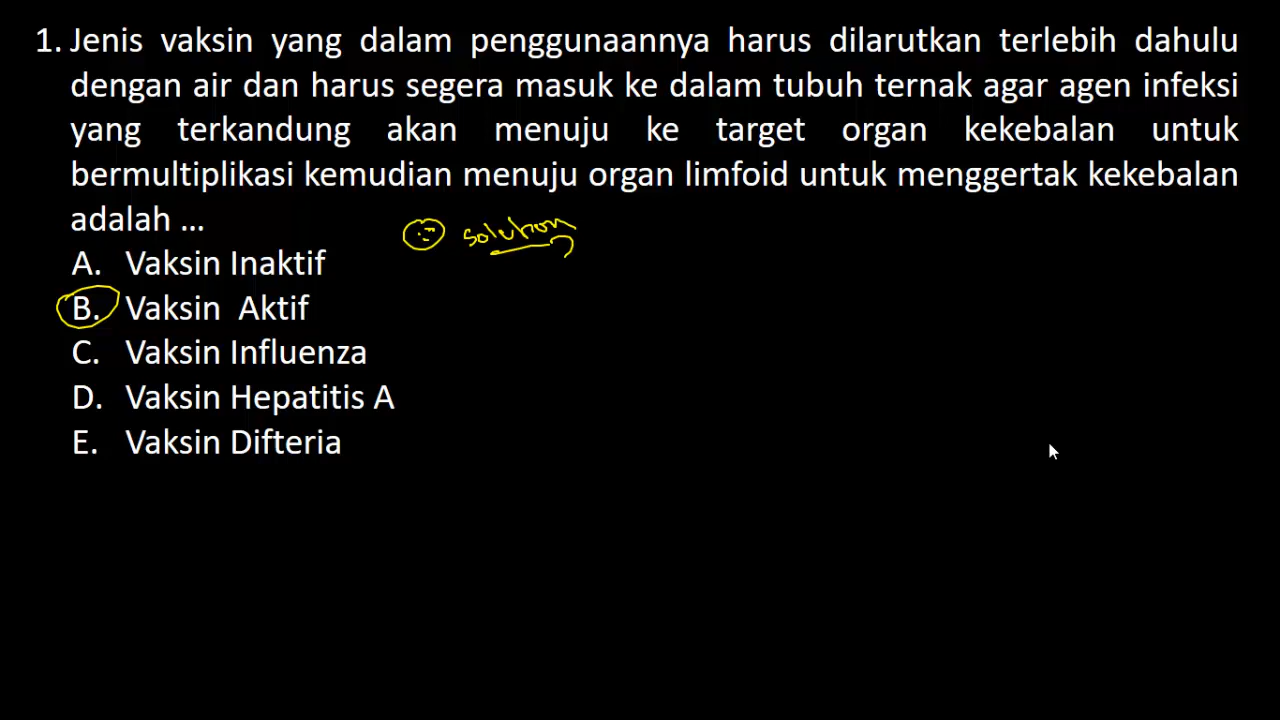 1. Jenis vaksin yang dalam penggunaannya harus dilarutkan terlebih dahulu
dengan air dan harus segera masuk ke dalam tubuh ternak agar agen infeksi
yang terkandung akan menuju ke target organ kekebalan untuk
bermultiplikasi kemudian menuju organ limfoid untuk menggertak kekebalan
adalah ...
solution
A. Vaksin Inaktif
B. Vaksin Aktif
C. Vaksin Influenza
D. Vaksin Hepatitis A
E. Vaksin Difteria